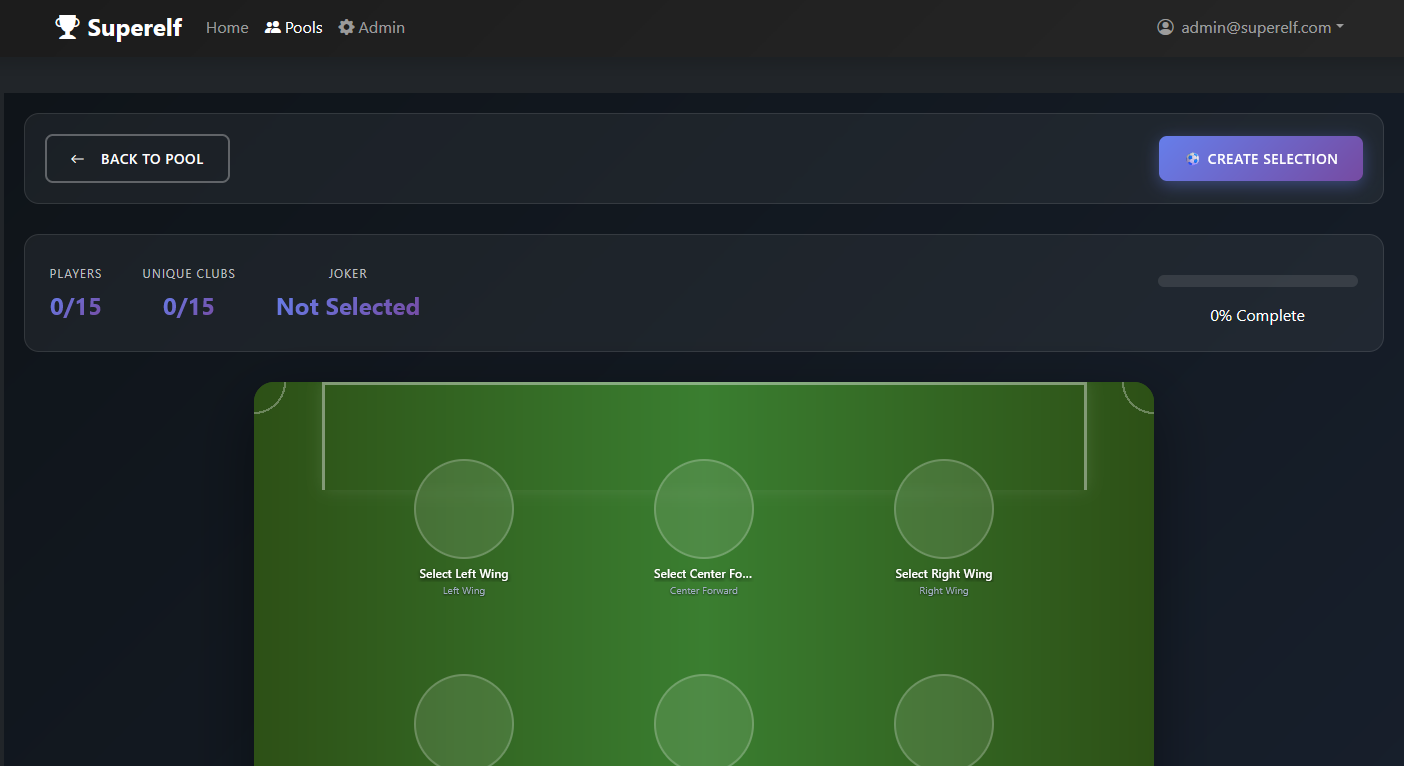 Superelf Home Pools Admin admin@superelf.com
BACK TO POOL CREATE SELECTION
PLAYERS UNIQUE CLUBS JOKER
0/15 0/15 Not Selected
0% Complete
Select Left Wing Select Center Fo... Select Right Wing
Left Wing Center Forward Right Wing